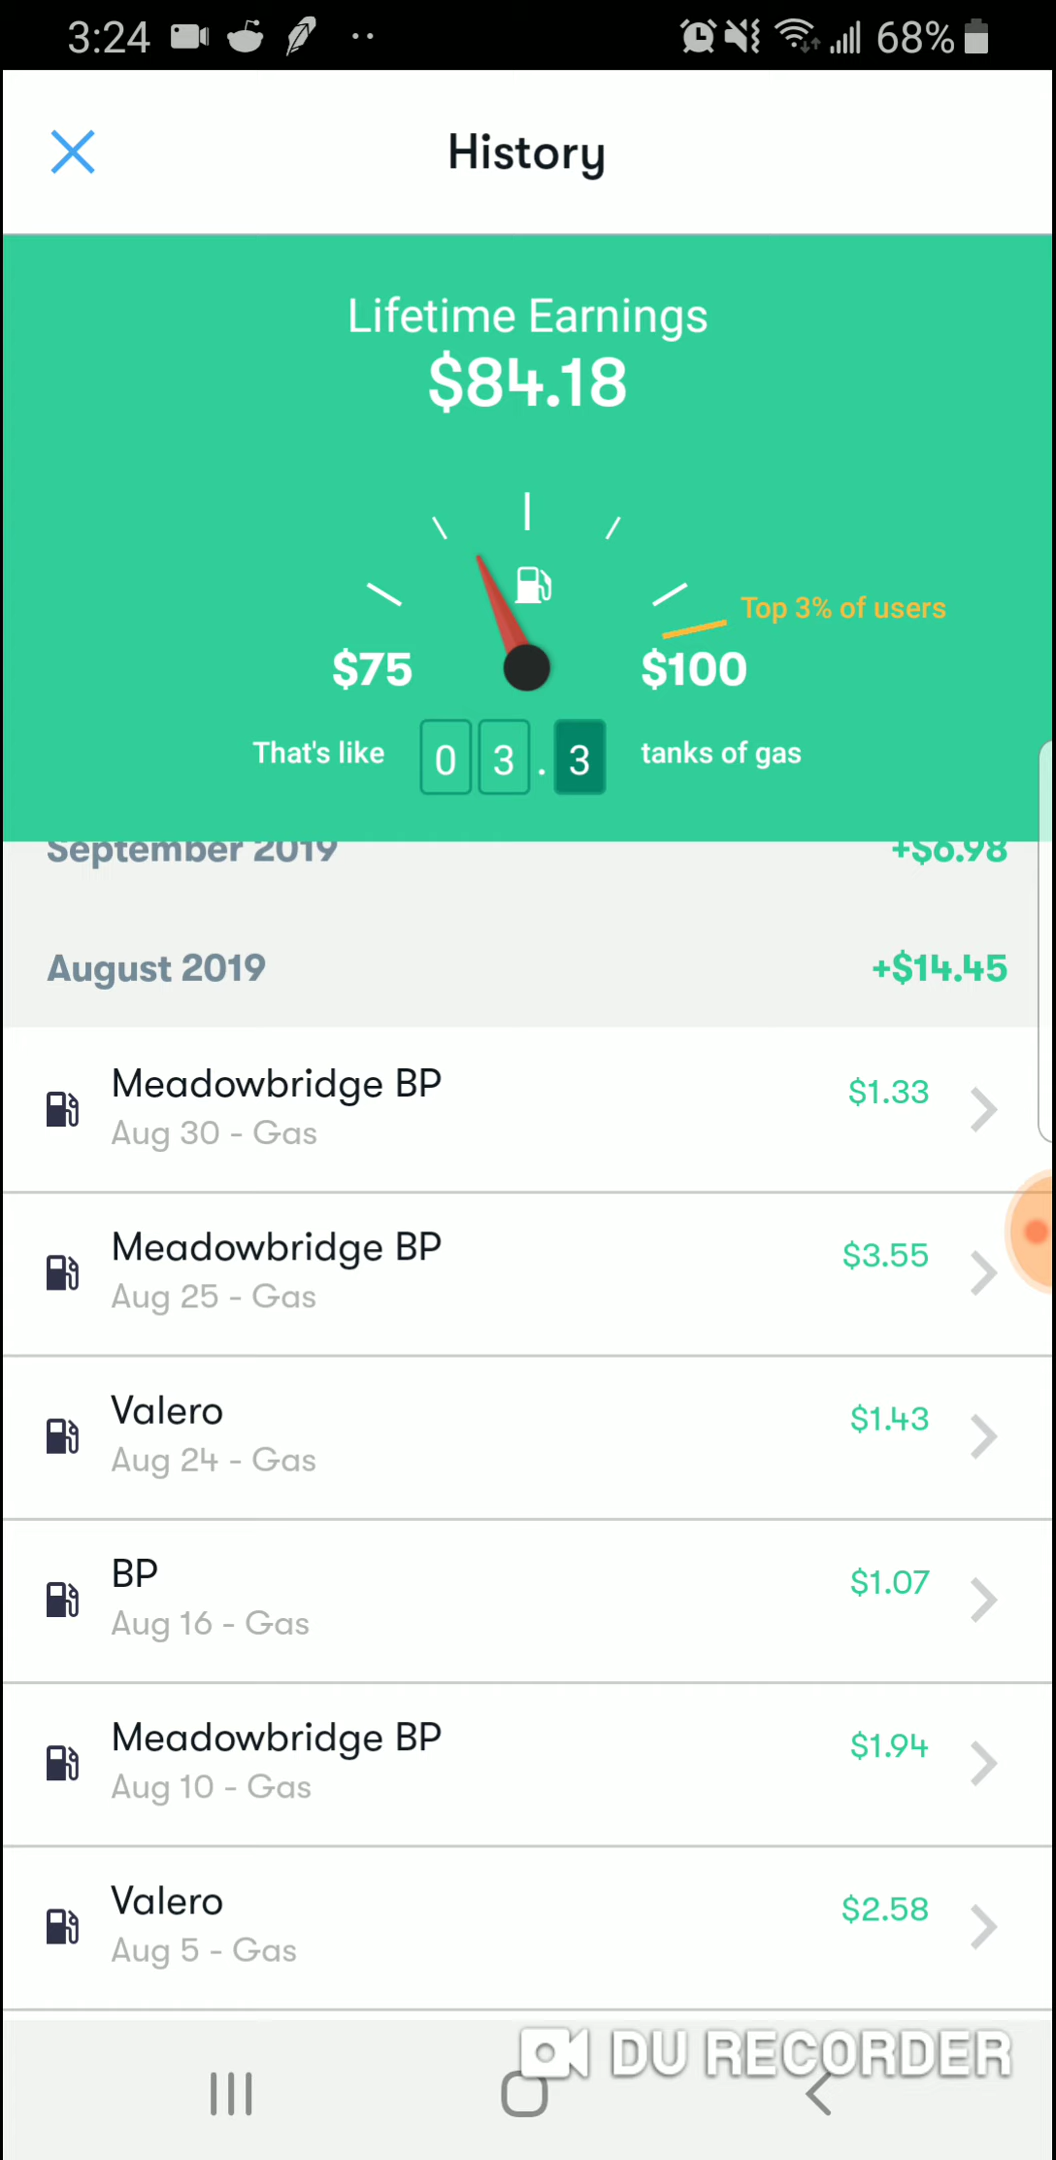 3:24 68%
History
Lifetime Earnings
$84.18
Top 3% of users
$75 $100
That's like 0 3 . 3 tanks of gas
September 2019 +$6.98
August 2019 +$14.45
Meadowbridge BP $1.33
Aug 30 - Gas
Meadowbridge BP $3.55
Aug 25 - Gas
Valero $1.43
Aug 24 - Gas
BP $1.07
Aug 16 - Gas
Meadowbridge BP $1.94
Aug 10 - Gas
Valero $2.58
Aug 5 - Gas
DU RECORDER